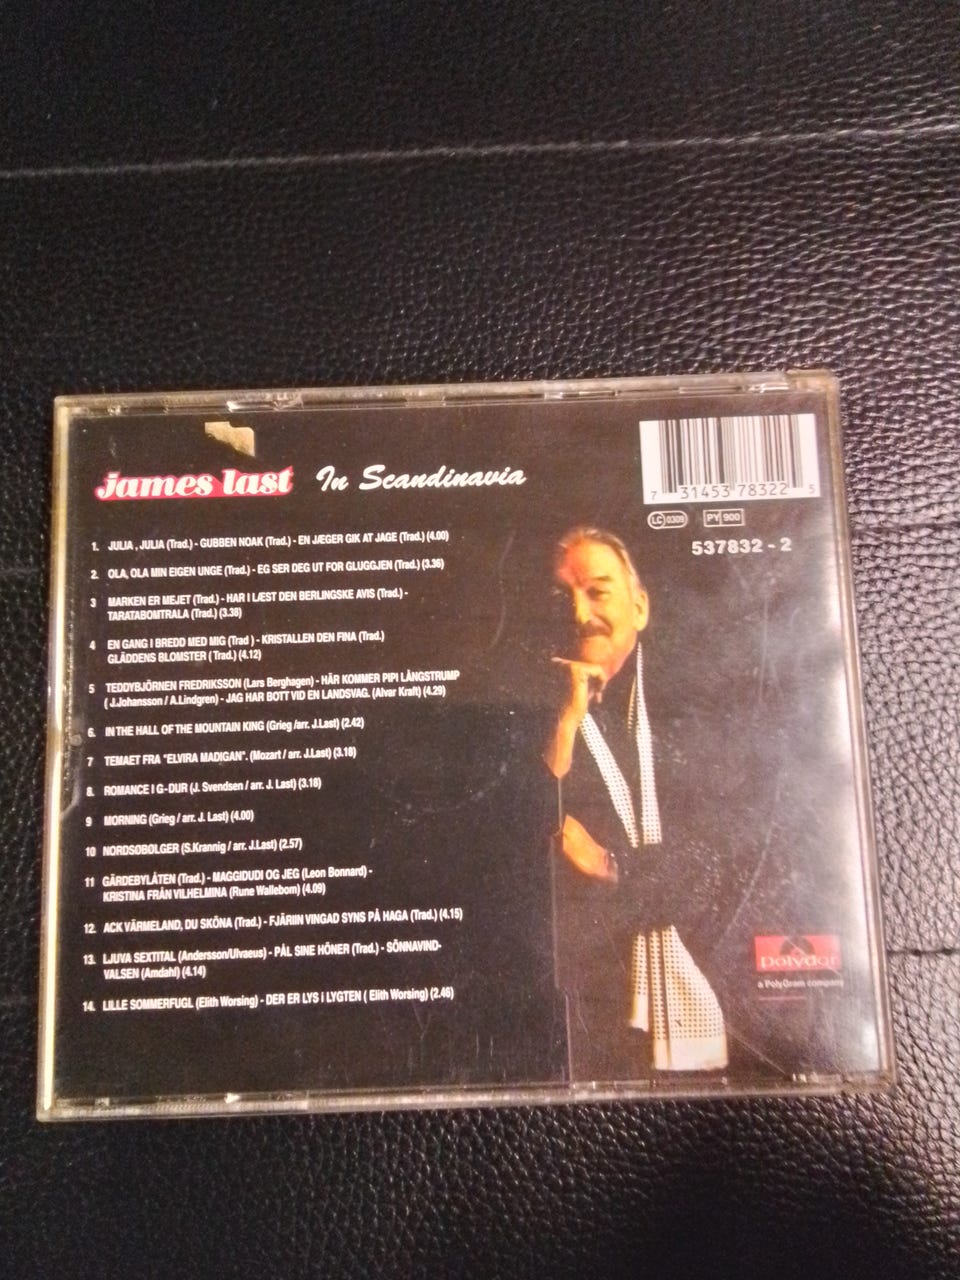 james last In Scandinavia
1. JULIA , JULIA (Trad.) - GUBBEN NOAK (Trad.) - EN JÆGER GIK AT JAGE (Trad.) (4.00)
2. OLA, OLA MIN EIGEN UNGE (Trad.) - EG SER DEG UT FOR GLUGGJEN (Trad.) (3.36)
3 MARKEN ER MEJET (Trad.) - HAR I LÆST DEN BERLINGSKE AVIS (Trad.) -
TARATABOMTRALA (Trad.) (3.38)
4 EN GANG I BREDD MED MIG (Trad ) - KRISTALLEN DEN FINA (Trad.)
GLÄDDENS BLOMSTER ( Trad.) (4.12)
5 TEDDYBJÖRNEN FREDRIKSSON (Lars Berghagen) - HÄR KOMMER PIPI LÅNGSTRUMP
( J.Johansson / A.Lindgren) - JAG HAR BOTT VID EN LANDSVAG. (Alvar Kraft) (4.29)
6. IN THE HALL OF THE MOUNTAIN KING (Grieg /arr. J.Last) (2.42)
7 TEMAET FRA "ELVIRA MADIGAN". (Mozart / arr. J.Last) (3.18)
8. ROMANCE I G-DUR (J. Svendsen / arr. J. Last) (3.18)
9 MORNING (Grieg / arr. J. Last) (4.00)
10 NORDSØBØLGER (S.Krannig / arr. J.Last) (2.57)
11 GÄRDEBYLÅTEN (Trad.) - MAGGIDUDI OG JEG (Leon Bonnard) -
KRISTINA FRÅN VILHELMINA (Rune Wallebom) (4.09)
12. ACK VÄRMELAND, DU SKÖNA (Trad.) - FJÄRIIN VINGAD SYNS PÅ HAGA (Trad.) (4.15)
13. LJUVA SEXTITAL (Andersson/Ulvaeus) - PÅL SINE HÖNER (Trad.) - SÖNNAVIND-
VALSEN (Amdahl) (4.14)
14. LILLE SOMMERFUGL (Elith Worsing) - DER ER LYS i LYGTEN ( Elith Worsing) (2.46)
7 31453 78322 5
LC 0309 PY 900
537832 - 2
Polydor
a PolyGram company